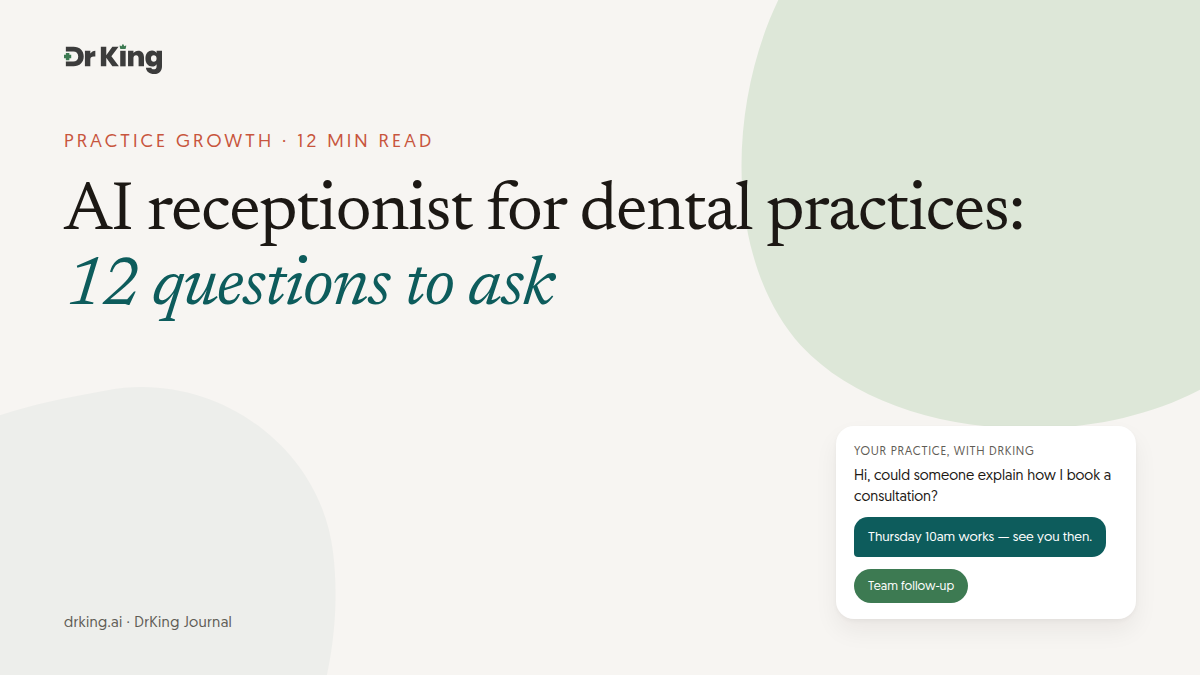 Dr King
PRACTICE GROWTH · 12 MIN READ
AI receptionist for dental practices:
12 questions to ask
YOUR PRACTICE, WITH DRKING
Hi, could someone explain how I book a
consultation?
Thursday 10am works — see you then.
Team follow-up
drking.ai · DrKing Journal